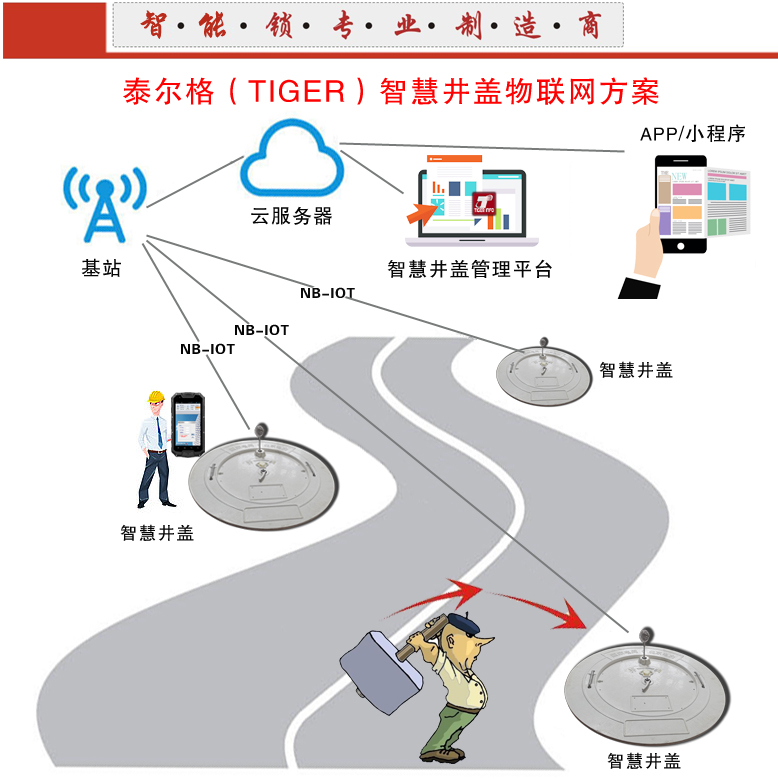 智·能·锁·专·业·制·造·商
泰尔格（TIGER）智慧井盖物联网方案
APP/小程序
THE
NEW
云服务器
基站
智慧井盖管理平台
NB-IOT
NB-IOT
NB-IOT
智慧井盖
智慧井盖
智慧井盖